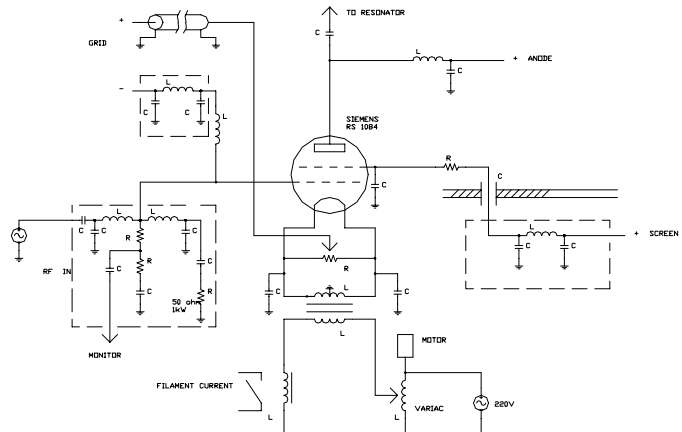 TO RESONATOR
C
+
GRID
L
+ ANODE
C
-
L
C
C
L
SIEMENS
RS 1084
R
C
C
L
L
C
C
C
R
C
R
C
C
R
50 ohm
1kW
RF IN
MONITOR
R
C
L
C
L
L
C
C
+ SCREEN
MOTOR
FILAMENT CURRENT
L
L
VARIAC
220V